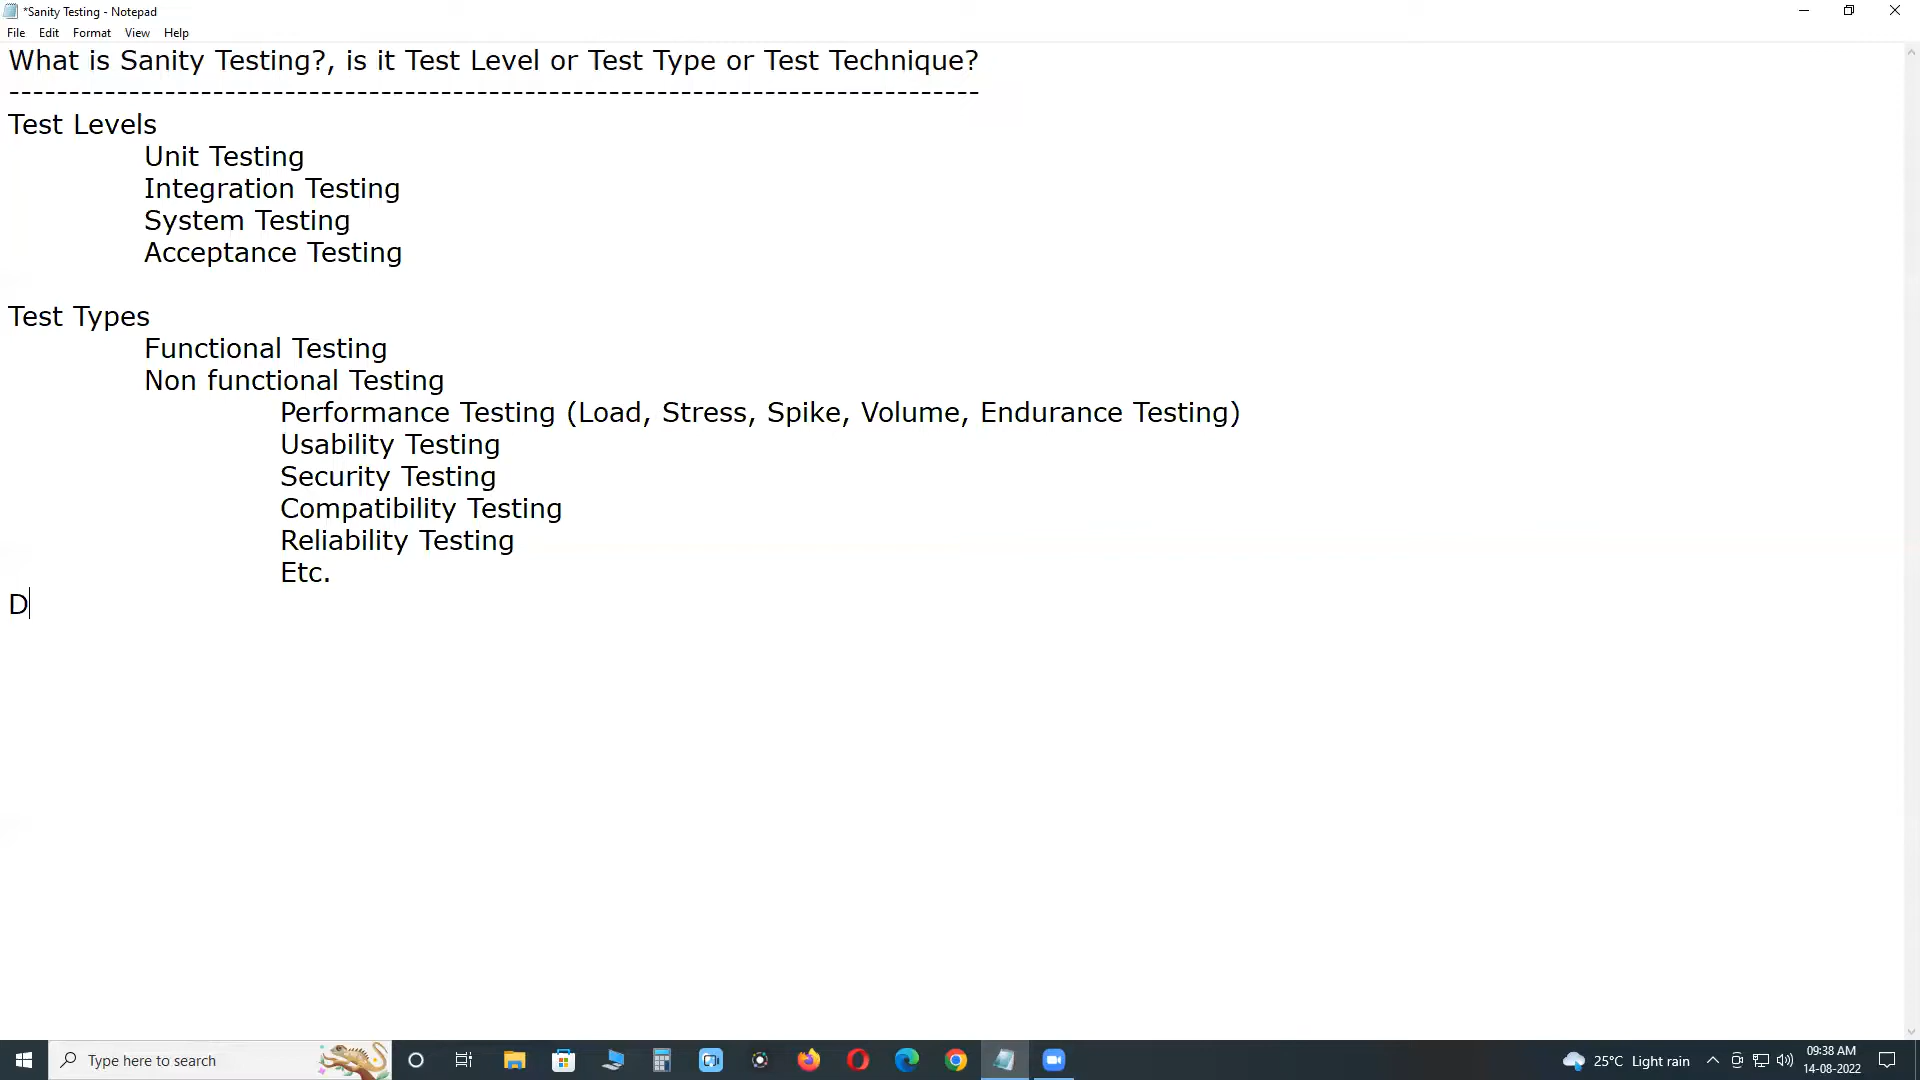 *Sanity Testing - Notepad
File Edit Format View Help
What is Sanity Testing?, is it Test Level or Test Type or Test Technique?
---------------------------------------------------------------------------------
Test Levels
Unit Testing
Integration Testing
System Testing
Acceptance Testing
Test Types
Functional Testing
Non functional Testing
Performance Testing (Load, Stress, Spike, Volume, Endurance Testing)
Usability Testing
Security Testing
Compatibility Testing
Reliability Testing
Etc.
D
Type here to search
25°C Light rain
09:38 AM
14-08-2022